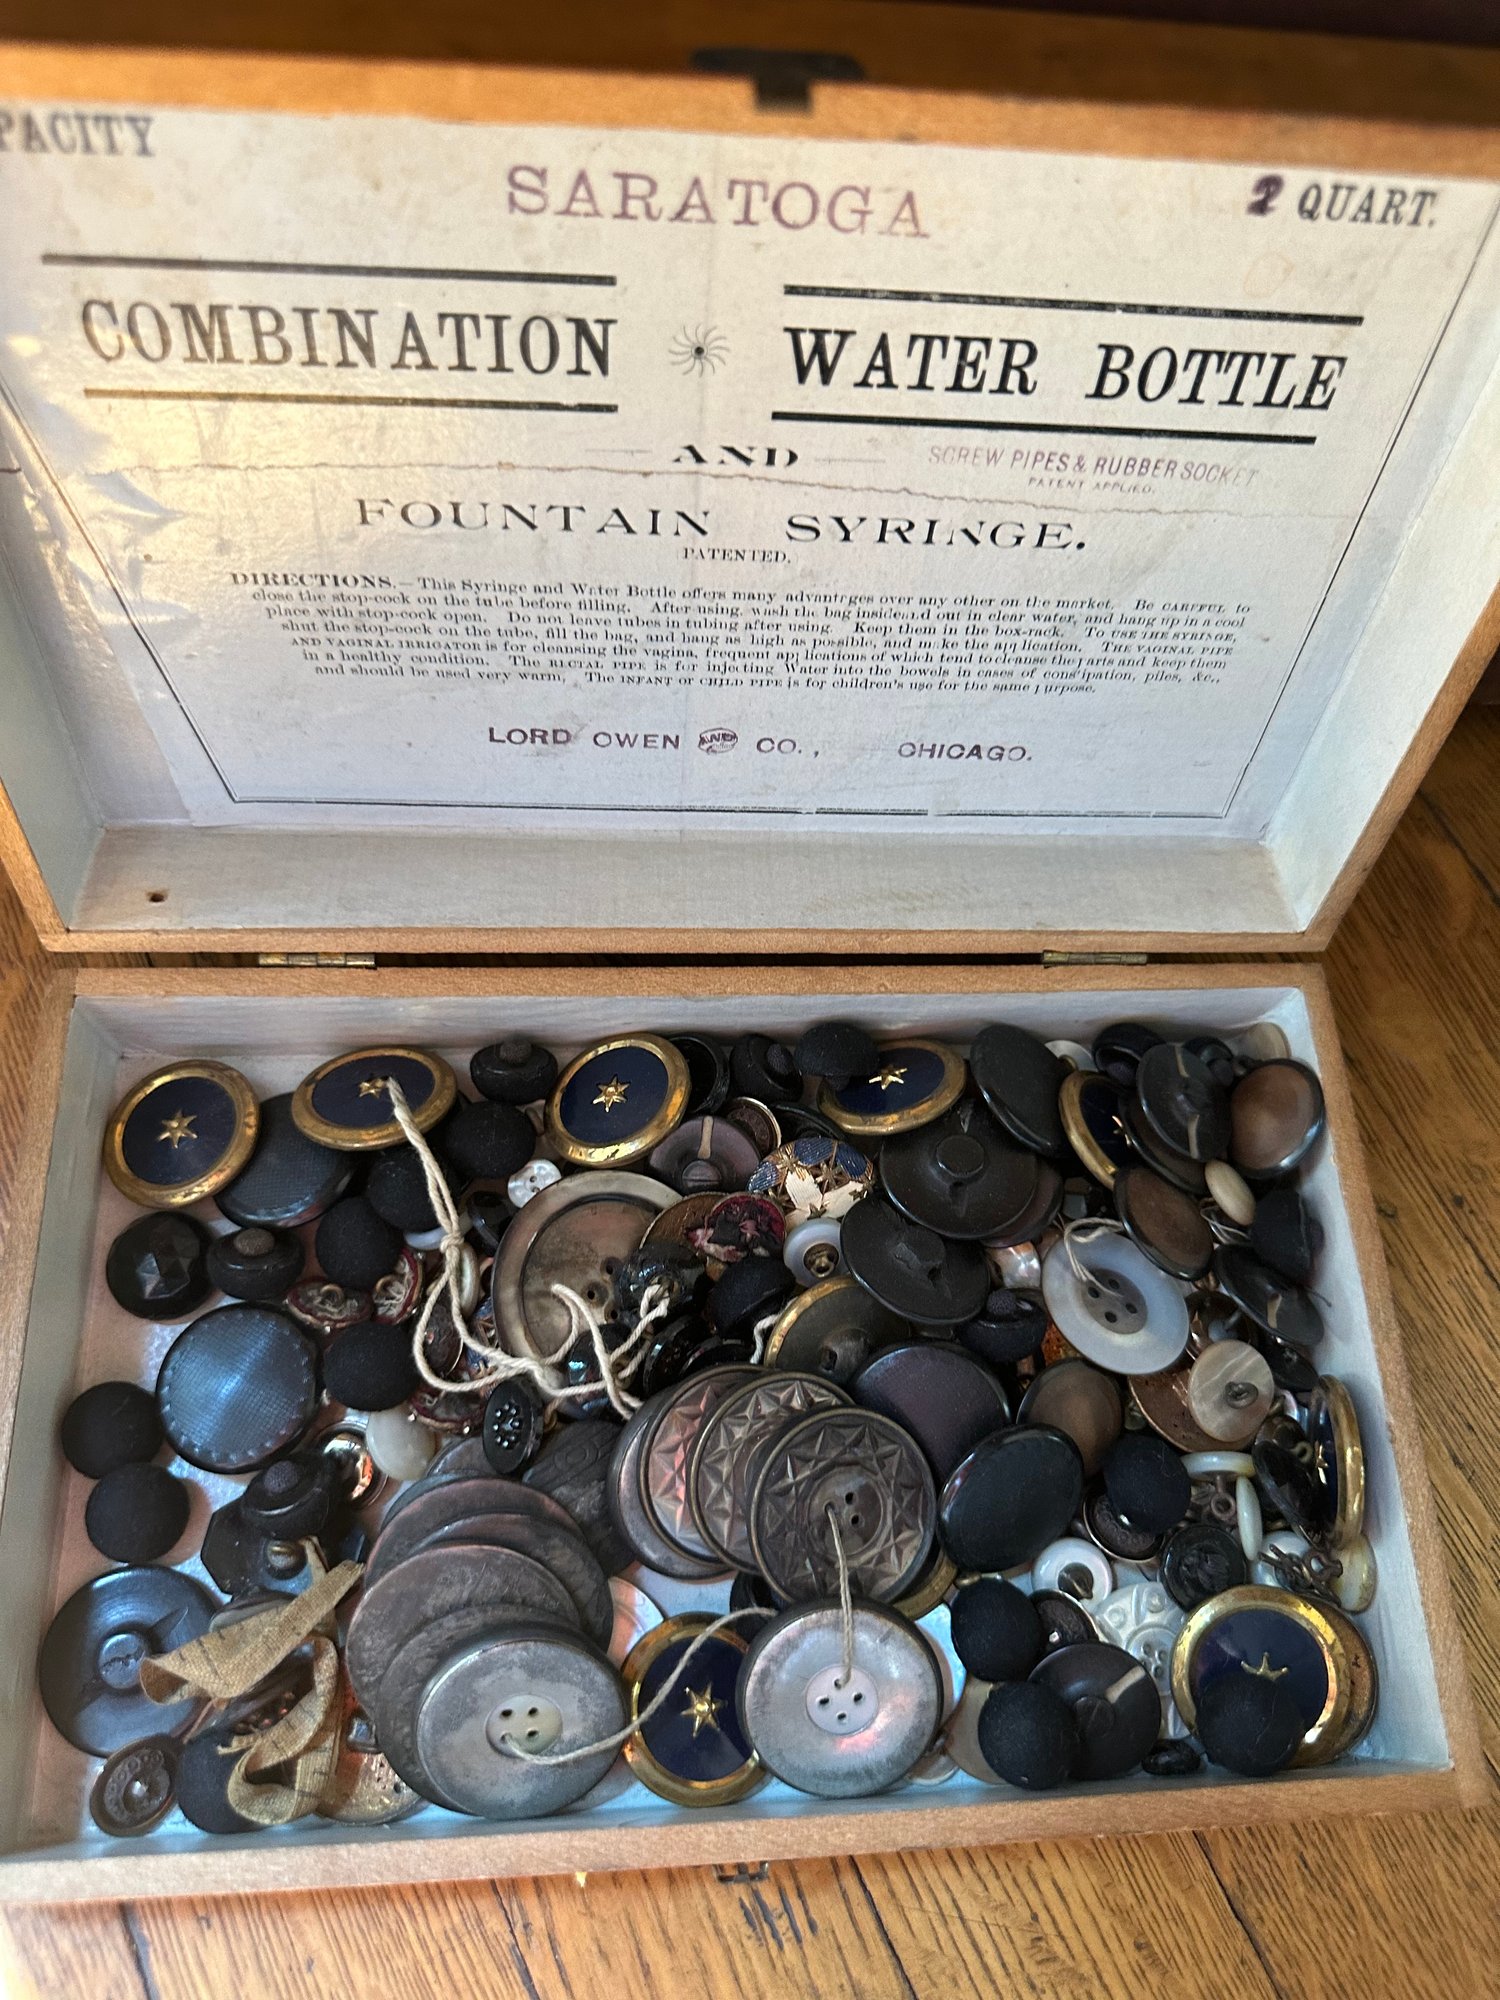 PACITY
SARATOGA
2 QUART.
COMBINATION WATER BOTTLE
AND
SCREW PIPES & RUBBER SOCKET
PATENT APPLIED.
FOUNTAIN SYRINGE.
PATENTED.
DIRECTIONS.—This Syringe and Water Bottle offers many advantages over any other on the market. Be CAREFUL to
close the stop-cock on the tube before filling. After using, wash the bag inside and out in clear water, and hang up in a cool
place with stop-cock open. Do not leave tubes in tubing after using. Keep them in the box-rack. To USE THE SYRINGE,
shut the stop-cock on the tube, fill the bag, and hang as high as possible, and make the application. THE VAGINAL PIPE
AND VAGINAL IRRIGATOR is for cleansing the vagina, frequent applications of which tend to cleanse the parts and keep them
in a healthy condition. The RECTAL PIPE is for injecting Water into the bowels in cases of constipation, piles, &c.,
and should be used very warm. The INFANT OR CHILD PIPE is for children's use for the same purpose.
LORD OWEN AND CO., CHICAGO.